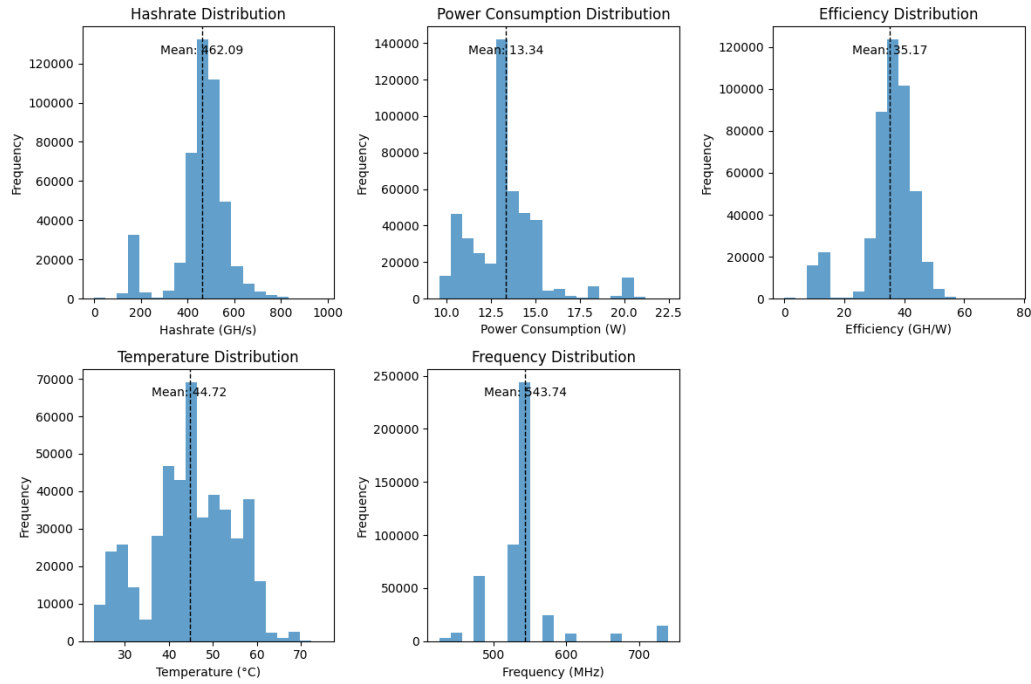 Hashrate Distribution
Mean: 462.09
Frequency
120000
100000
80000
60000
40000
20000
0
0 200 400 600 800 1000
Hashrate (GH/s)
Power Consumption Distribution
Mean: 13.34
Frequency
140000
120000
100000
80000
60000
40000
20000
0
10.0 12.5 15.0 17.5 20.0 22.5
Power Consumption (W)
Efficiency Distribution
Mean: 35.17
Frequency
120000
100000
80000
60000
40000
20000
0
0 20 40 60 80
Efficiency (GH/W)
Temperature Distribution
Mean: 44.72
Frequency
70000
60000
50000
40000
30000
20000
10000
0
30 40 50 60 70
Temperature (°C)
Frequency Distribution
Mean: 543.74
Frequency
250000
200000
150000
100000
50000
0
500 600 700
Frequency (MHz)